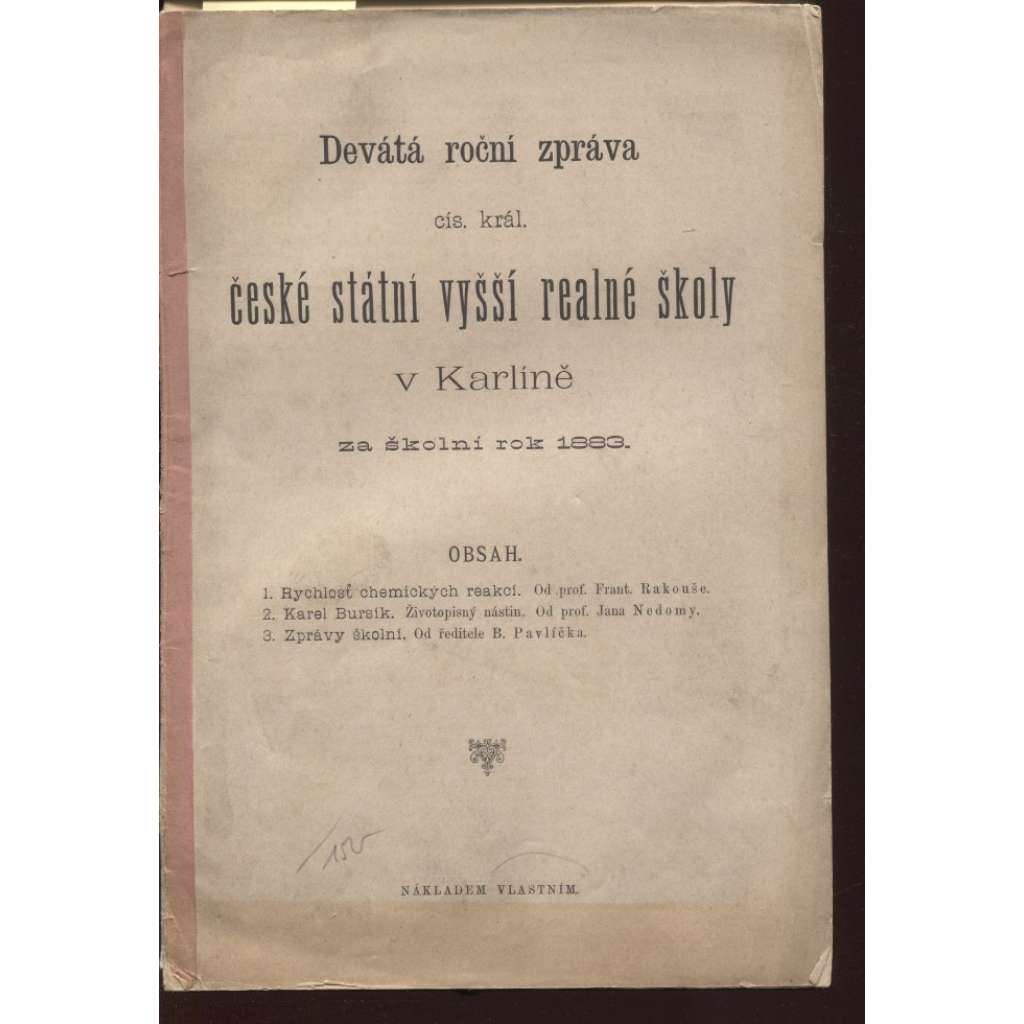 Devátá roční zpráva
cís. král.
české státní vyšší realné školy
v Karlíně
za školní rok 1883.
OBSAH.
1. Rychlosť chemických reakcí. Od prof. Frant. Rakouše.
2. Karel Bursík. Životopisný nástin. Od prof. Jana Nedomy.
3. Zprávy školní. Od ředitele B. Pavlíčka.
NÁKLADEM VLASTNÍM.